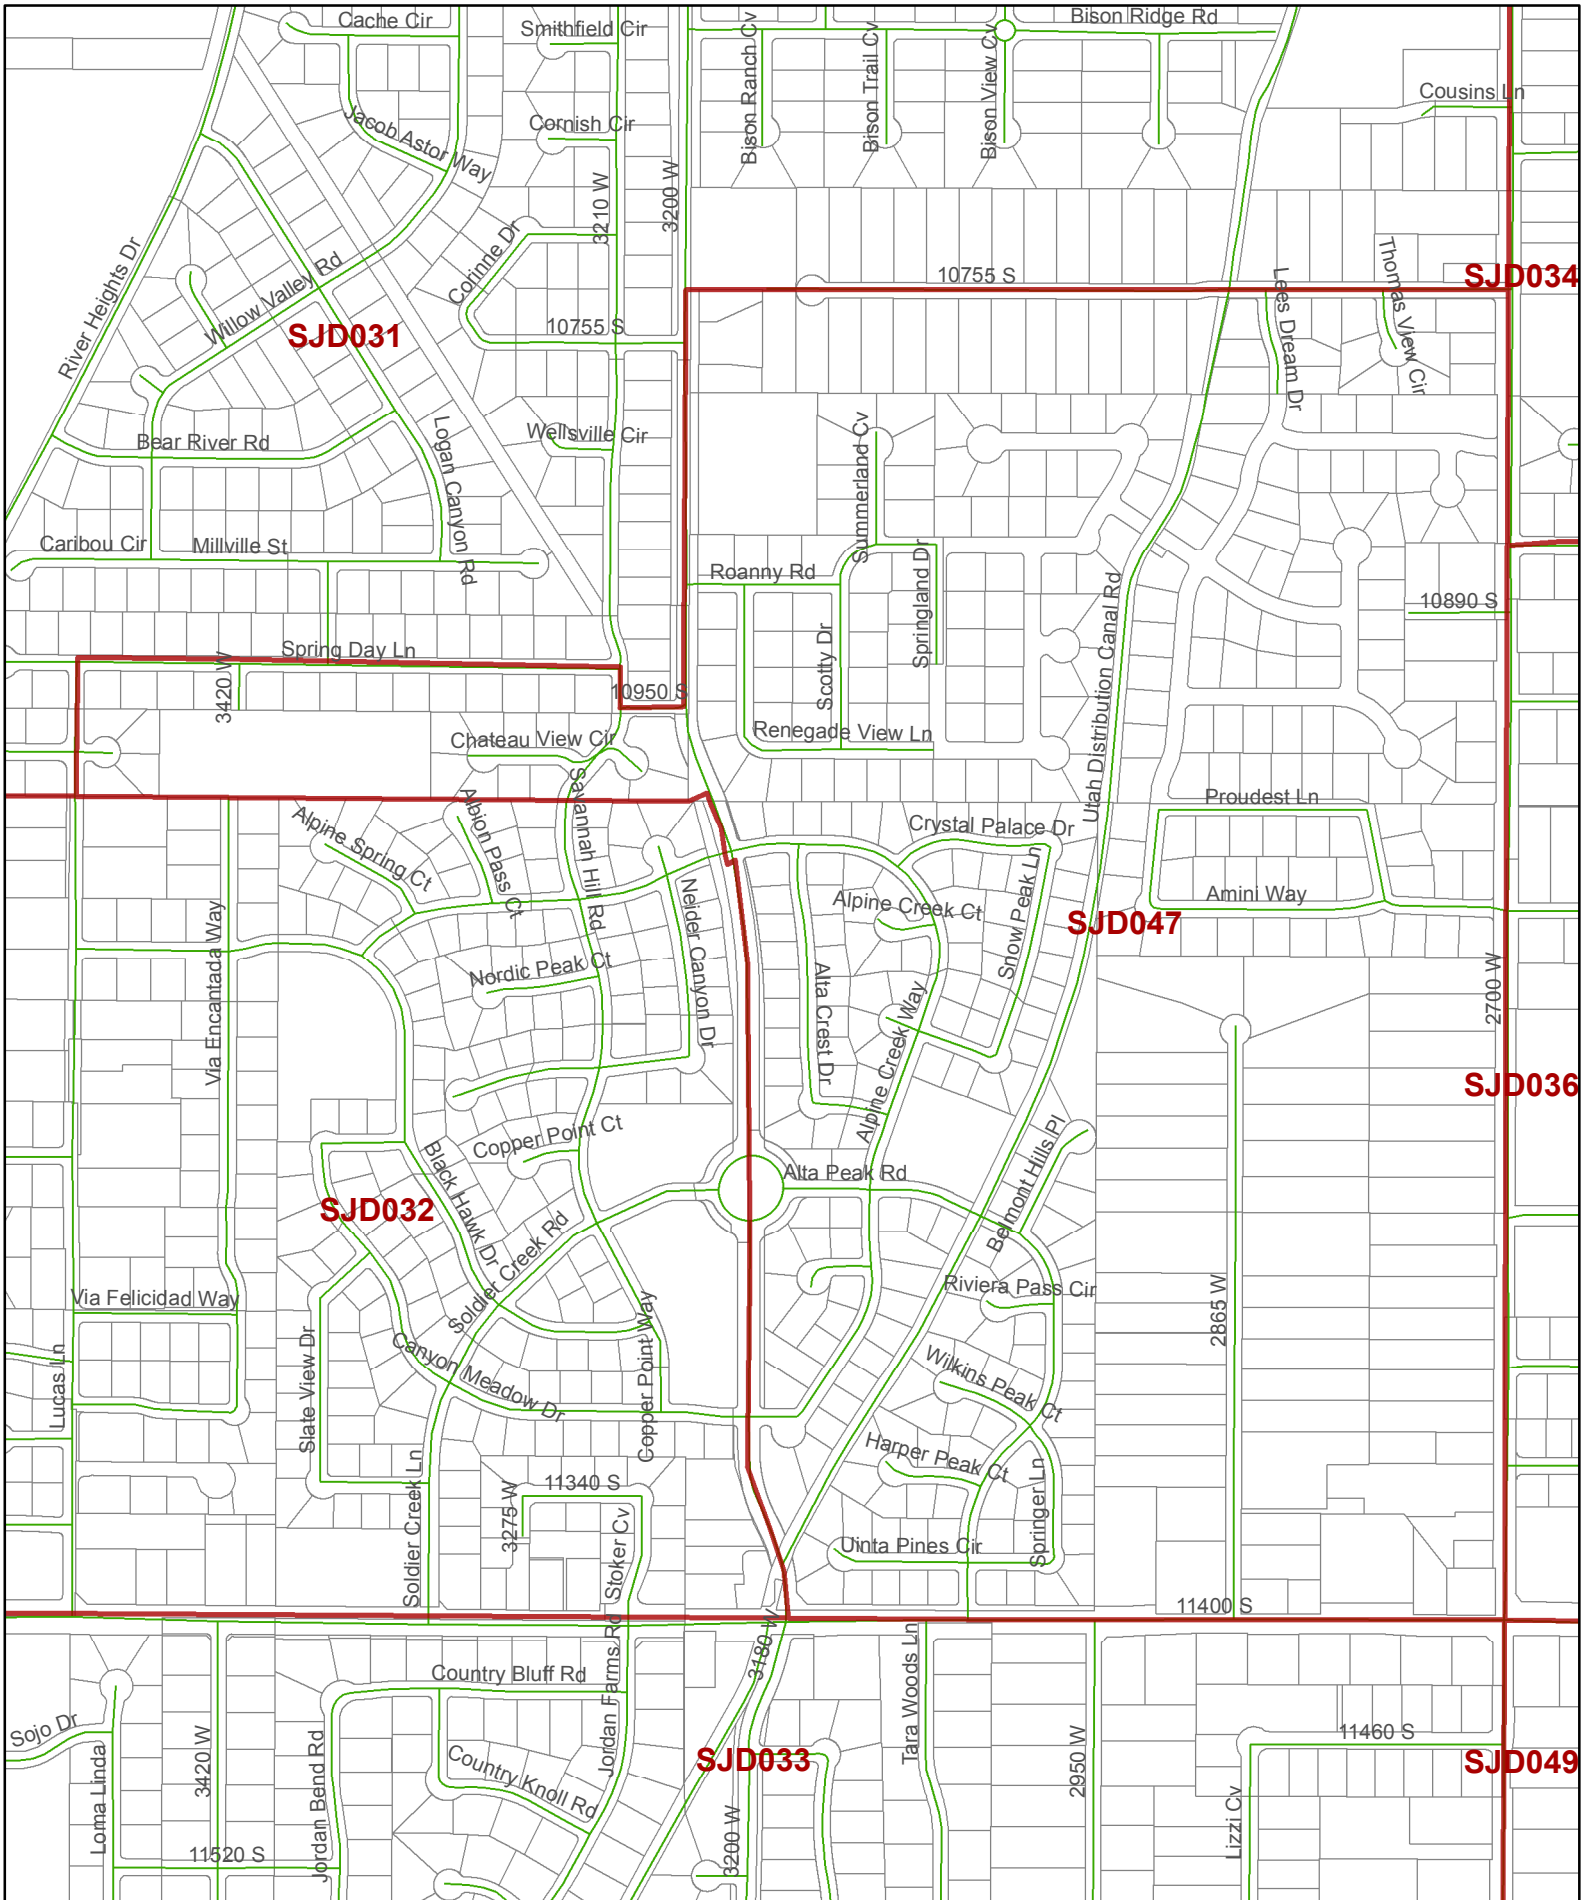 Cache Cir
Smithfield Cir
Bison Ridge Rd
Bison Ranch Cv
Bison Trail Cv
Bison View Cv
Cousins Ln
Jacob Astor Way
Cornish Cir
3210 W
3200 W
Corinne Dr
River Heights Dr
Willow Valley Rd
SJD031
10755 S
10755 S
Lees Dream Dr
Thomas View Cir
SJD034
Bear River Rd
Logan Canyon Rd
Wellsville Cir
Summerland Cv
Caribou Cir
Millville St
Roanny Rd
Springland Dr
Utah Distribution Canal Rd
10890 S
Spring Day Ln
3420 W
10950 S
Scotty Dr
Chateau View Cir
Renegade View Ln
Savannah Hill Rd
Albion Pass Ct
Alpine Spring Ct
Crystal Palace Dr
Proudest Ln
Neider Canyon Dr
Alpine Creek Ct
Snow Peak Ln
SJD047
Amini Way
Via Encantada Way
Nordic Peak Ct
Alta Crest Dr
Alpine Creek Way
2700 W
SJD036
Copper Point Ct
Black Hawk Dr
Alta Peak Rd
Belmont Hills Pl
SJD032
Soldier Creek Rd
Riviera Pass Cir
2865 W
Via Felicidad Way
Lucas Ln
Slate View Dr
Canyon Meadow Dr
Copper Point Way
Wilkins Peak Ct
Harper Peak Ct
Soldier Creek Ln
3275 W
11340 S
Stoker Cv
Uinta Pines Cir
Springer Ln
11400 S
3180 W
Tara Woods Ln
Country Bluff Rd
Jordan Farms Rd
Sojo Dr
Loma Linda
3420 W
Jordan Bend Rd
Country Knoll Rd
SJD033
2950 W
11460 S
SJD049
Lizzi Cv
3200 W
11520 S